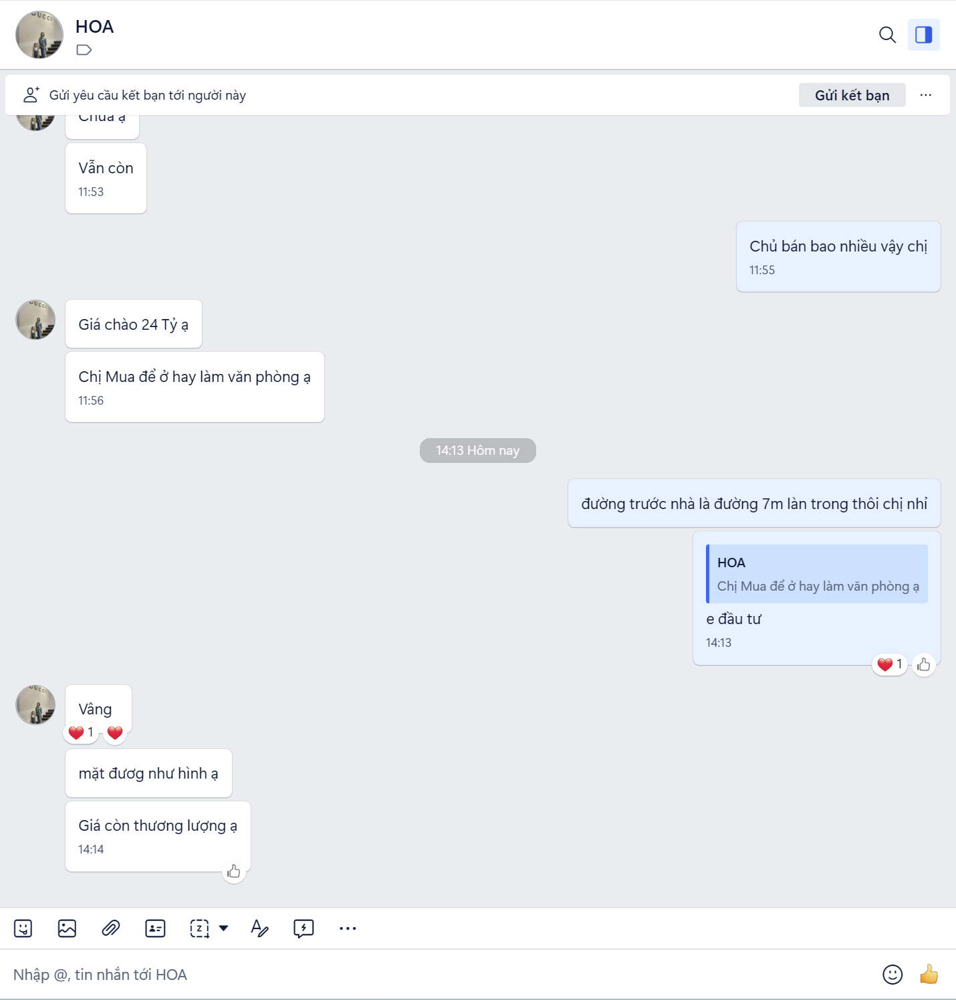 GUCCI
HOA
Gửi yêu cầu kết bạn tới người này
Gửi kết bạn
Chưa ạ
Vẫn còn
11:53
Chủ bán bao nhiều vậy chị
11:55
Giá chào 24 Tỷ ạ
Chị Mua để ở hay làm văn phòng ạ
11:56
14:13 Hôm nay
đường trước nhà là đường 7m làn trong thôi chị nhỉ
HOA
Chị Mua để ở hay làm văn phòng ạ
e đầu tư
14:13
1
Vâng
1
mặt đươg như hình ạ
Giá còn thương lượng ạ
14:14
Nhập @, tin nhắn tới HOA